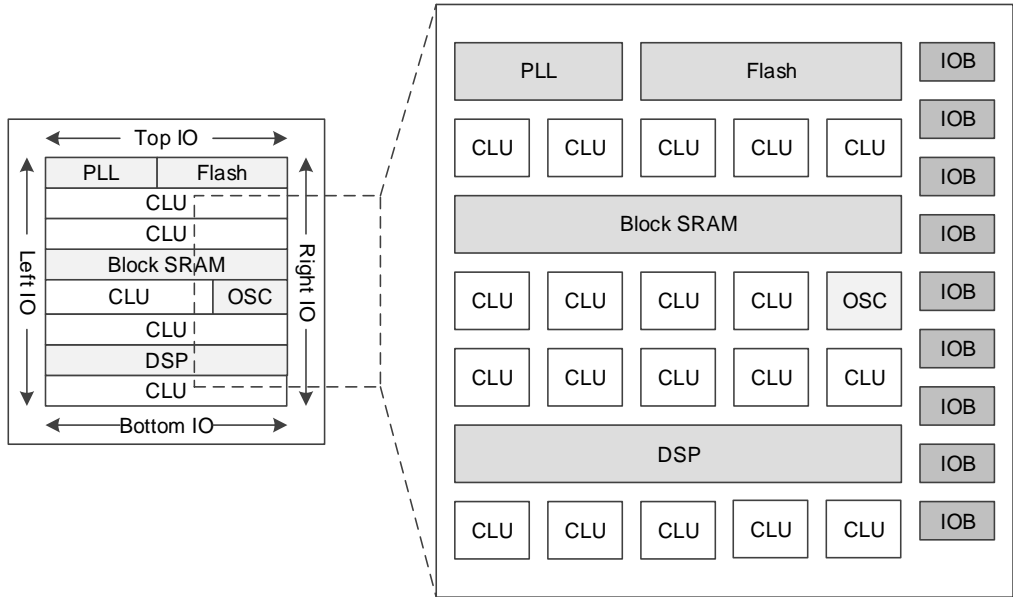 Top IO
PLL Flash
CLU
CLU
Block SRAM
CLU OSC
CLU
DSP
CLU
Bottom IO
Left IO
Right IO
PLL Flash IOB
IOB
CLU CLU CLU CLU CLU
IOB
Block SRAM IOB
CLU CLU CLU CLU OSC IOB
IOB
CLU CLU CLU CLU CLU
IOB
DSP IOB
CLU CLU CLU CLU CLU IOB